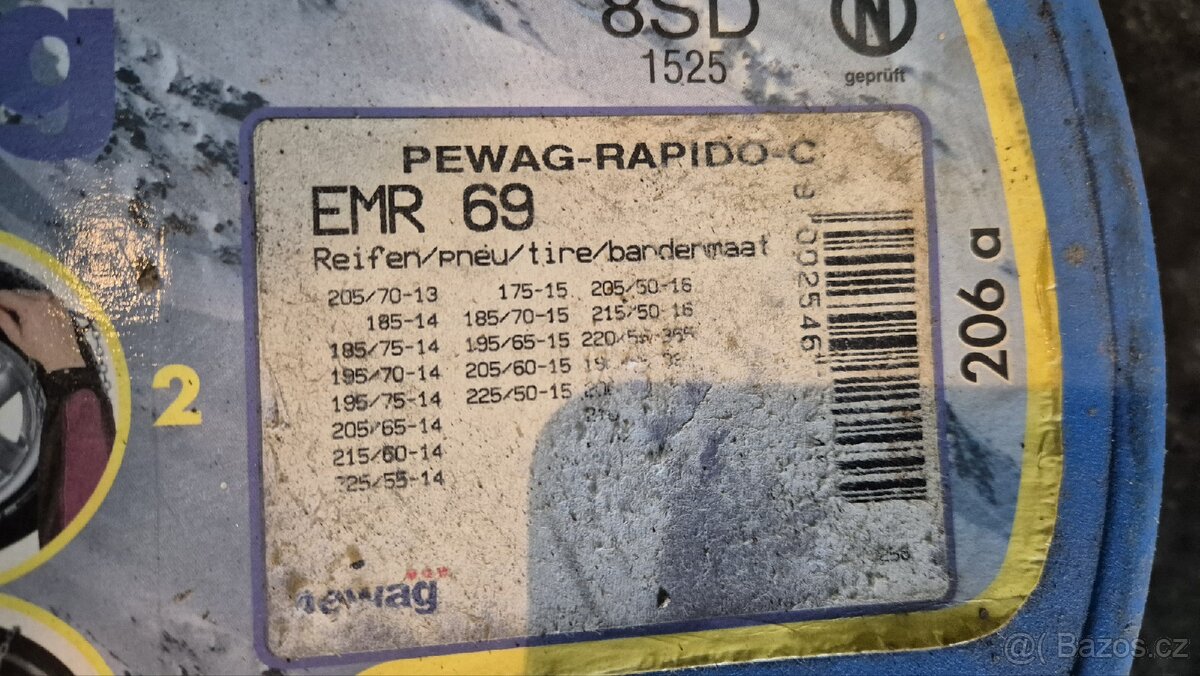 g
8SD
1525
N
geprüft
PEWAG-RAPIDO-C
EMR 69
Reifen/pneu/tire/bandenmaat
205/70-13 175-15 205/50-16
185-14 185/70-15 215/50-16
185/75-14 195/65-15
195/70-14 205/60-15
195/75-14 225/50-15
205/65-14
215/60-14
225/55-14
9 002546
206 a
2
pewag
@( Bazos.cz